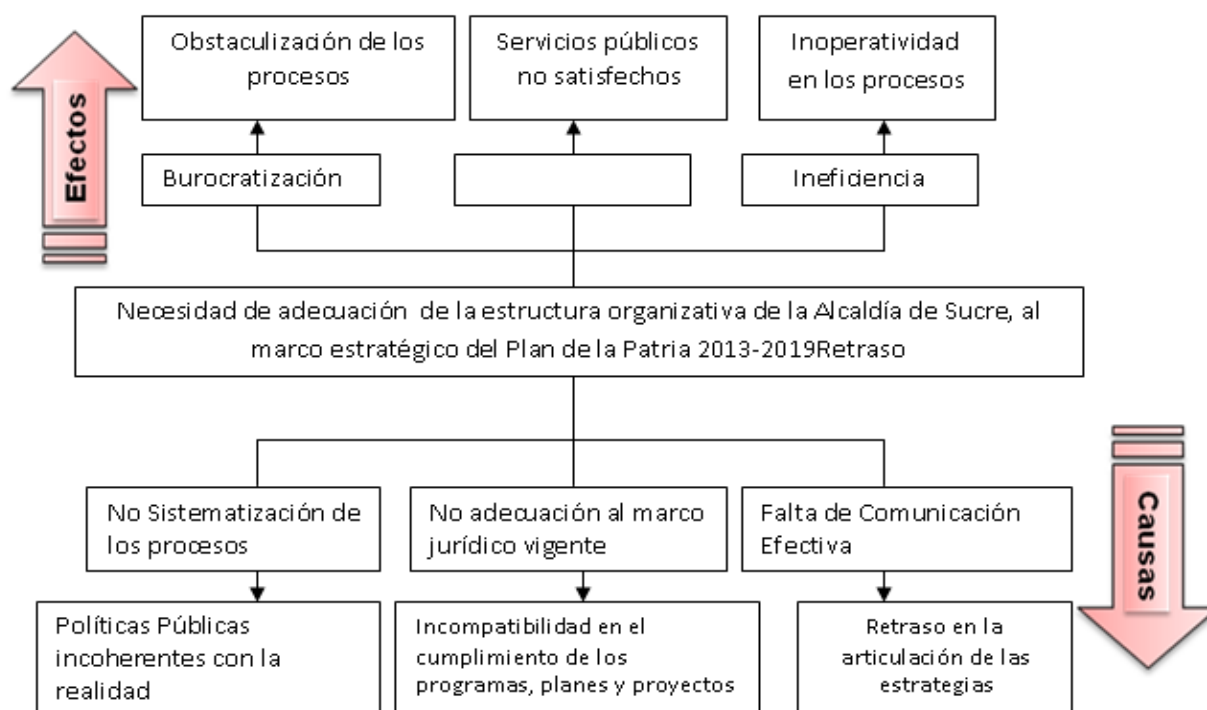 Efectos
Obstaculización de los
procesos
Servicios públicos
no satisfechos
Inoperatividad
en los procesos
Burocratización
Ineficiencia
Necesidad de adecuación de la estructura organizativa de la Alcaldía de Sucre, al
marco estratégico del Plan de la Patria 2013-2019Retraso
No Sistematización de
los procesos
No adecuación al marco
jurídico vigente
Falta de Comunicación
Efectiva
Causas
Políticas Públicas
incoherentes con la
realidad
Incompatibilidad en el
cumplimiento de los
programas, planes y proyectos
Retraso en la
articulación de las
estrategias